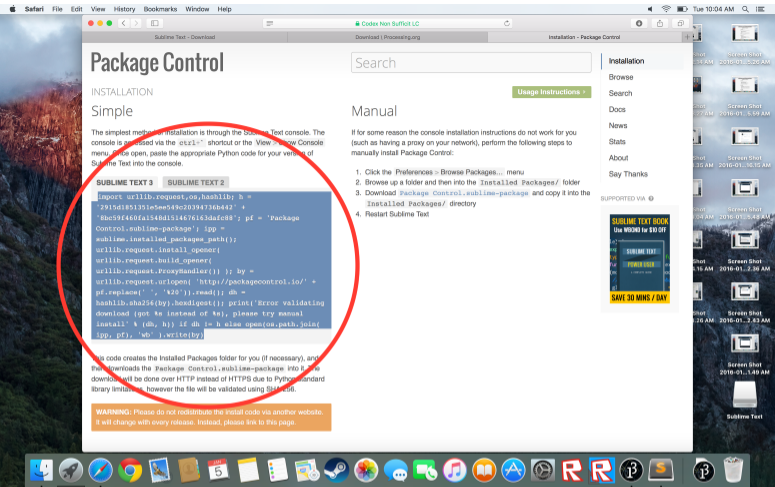 Safari File Edit View History Bookmarks Window Help
Tue 10:04 AM
Codex Non Sufficit LC
Sublime Text - Download
Download | Processing.org
Installation - Package Control
Package Control
Search
INSTALLATION
Usage Instructions ›
Simple
The simplest method of installation is through the Sublime Text console. The
console is accessed via the ctrl+` shortcut or the View > Show Console
menu. Once open, paste the appropriate Python code for your version of
Sublime Text into the console.
SUBLIME TEXT 3 SUBLIME TEXT 2
import urllib.request,os,hashlib; h =
'2915d1851351e5ee549c20394736b442' +
'8bc59f460fa1548d1514676163dafc88'; pf = 'Package
Control.sublime-package'; ipp =
sublime.installed_packages_path();
urllib.request.install_opener(
urllib.request.build_opener(
urllib.request.ProxyHandler()) ); by =
urllib.request.urlopen( 'http://packagecontrol.io/' +
pf.replace(' ', '%20')).read(); dh =
hashlib.sha256(by).hexdigest(); print('Error validating
download (got %s instead of %s), please try manual
install' % (dh, h)) if dh != h else open(os.path.join(
ipp, pf), 'wb' ).write(by)
This code creates the Installed Packages folder for you (if necessary), and
then downloads the Package Control.sublime-package into it. The
download will be done over HTTP instead of HTTPS due to Python standard
library limitations, however the file will be validated using SHA-256.
WARNING: Please do not redistribute the install code via another website.
It will change with every release. Instead, please link to this page.
Manual
If for some reason the console installation instructions do not work for you
(such as having a proxy on your network), perform the following steps to
manually install Package Control:
1. Click the Preferences > Browse Packages… menu
2. Browse up a folder and then into the Installed Packages/ folder
3. Download Package Control.sublime-package and copy it into the
Installed Packages/ directory
4. Restart Sublime Text
Installation
Browse
Search
Docs
News
Stats
About
Say Thanks
SUPPORTED VIA
SUBLIME TEXT BOOK
Use WBOND for $10 OFF
SUBLIME TEXT
POWER USER
SAVE 30 MINS / DAY
Screen Shot
2016-01...5.20 AM
Screen Shot
2016-01...5.59 AM
Screen Shot
Screen Shot
Screen Shot
2016-01...2.36 AM
Screen Shot
2016-01...2.43 AM
Screen Shot
2016-01...1.49 AM
Sublime Text